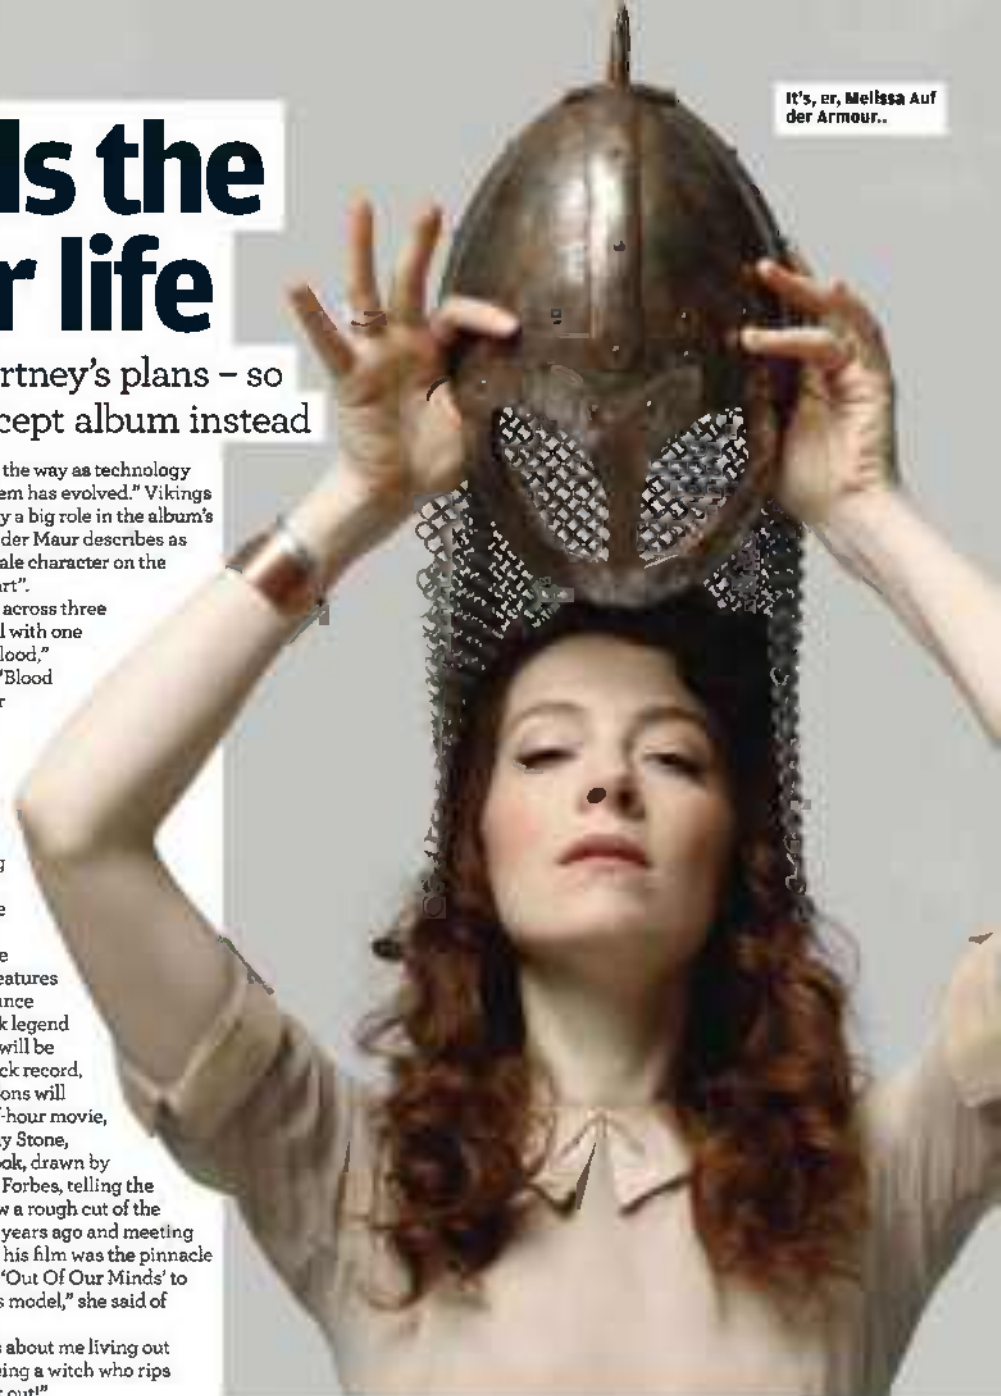 ls the
r life
rtney's plans – so
cept album instead
It's, er, Melissa Auf
der Armour..
the way as technology
em has evolved." Vikings
y a big role in the album's
der Maur describes as
ale character on the
art".
across three
l with one
lood,"
"Blood
r
g
e
e
eatures
ance
k legend
will be
ck record,
ons will
-hour movie,
y Stone,
ok, drawn by
Forbes, telling the
w a rough cut of the
years ago and meeting
his film was the pinnacle
'Out Of Our Minds' to
s model," she said of
about me living out
eing a witch who rips
out!"